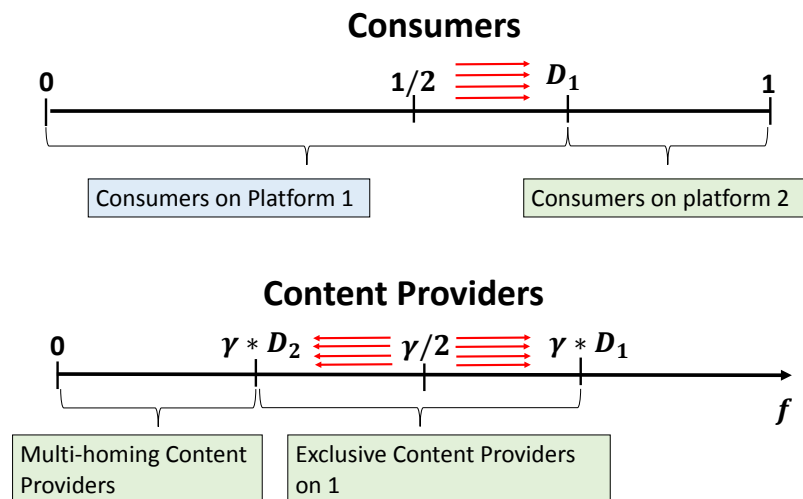 Consumers
0 1/2 D₁ 1
Consumers on Platform 1 Consumers on platform 2
Content Providers
0 γ * D₂ γ/2 γ * D₁
f
Multi-homing Content
Providers
Exclusive Content Providers
on 1